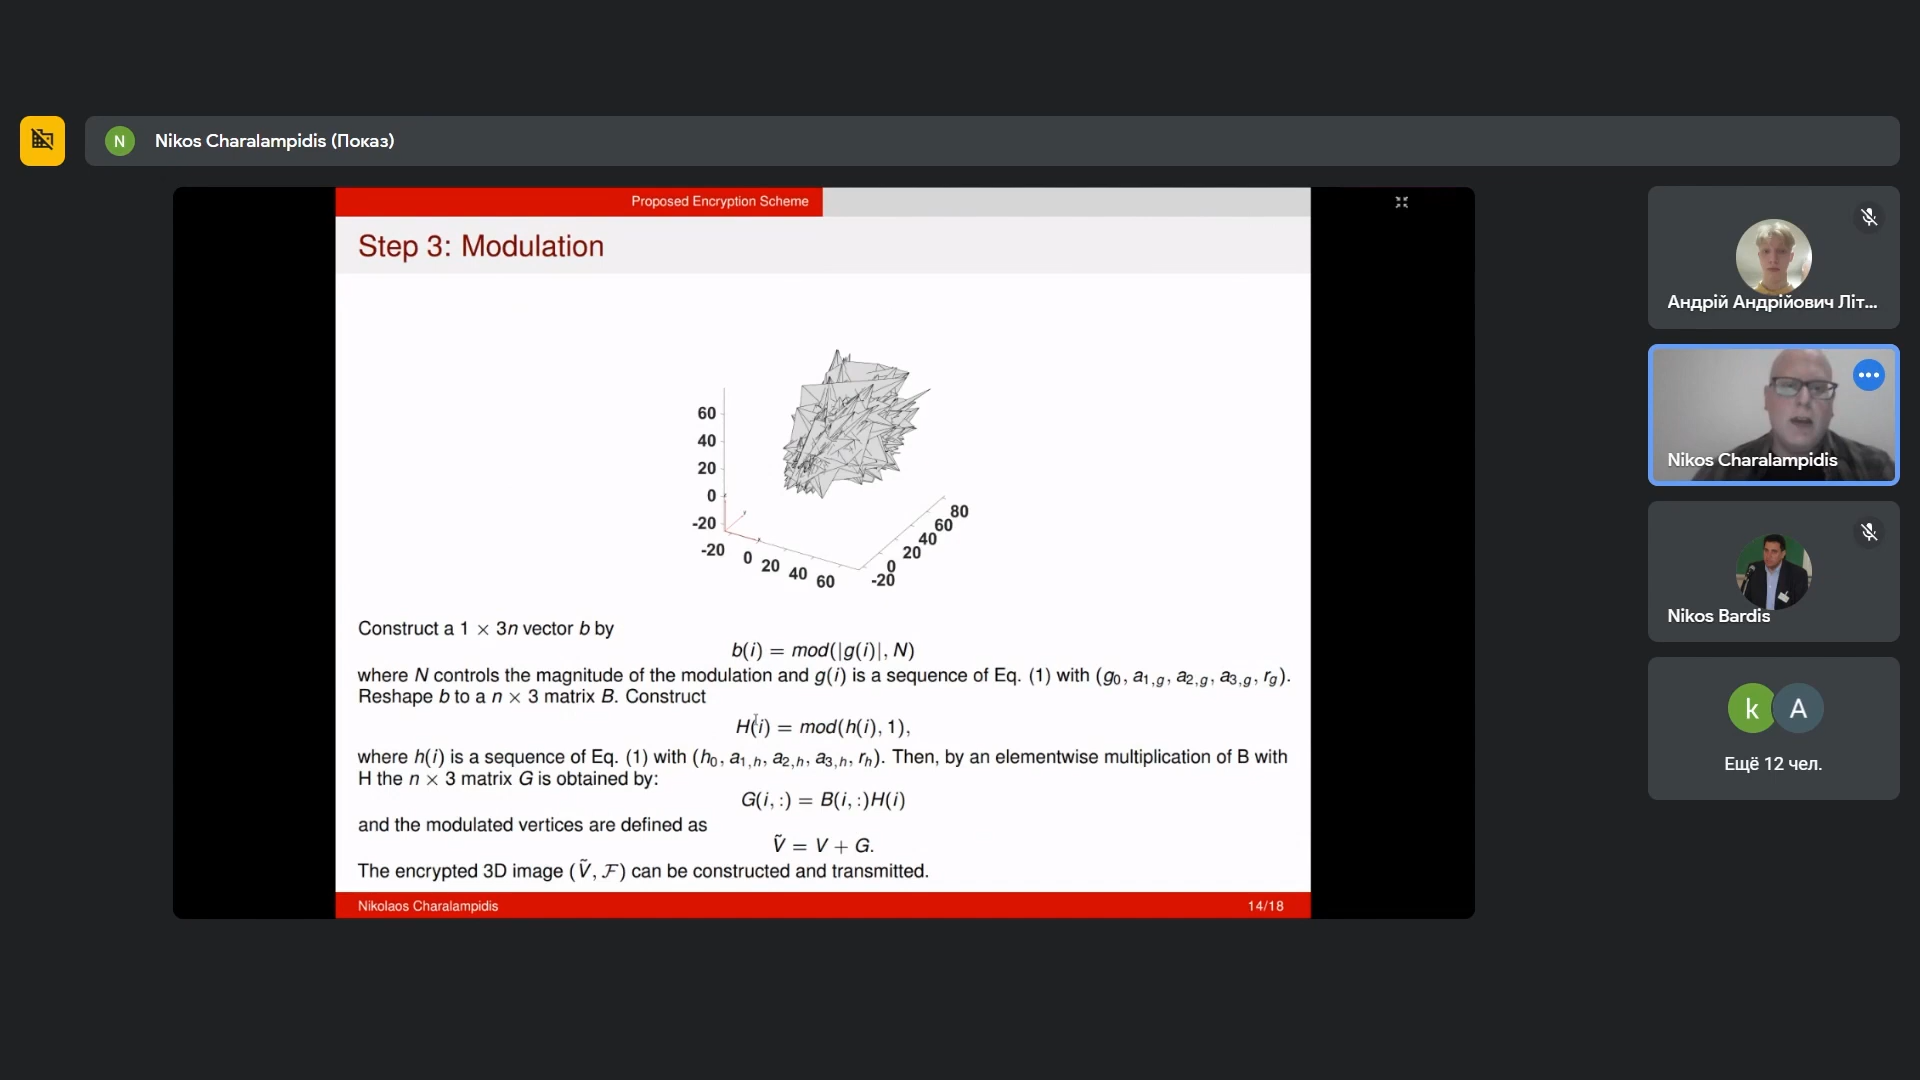 N Nikos Charalampidis (Показ)
Proposed Encryption Scheme
Step 3: Modulation
60
40
20
0
-20
-20 0 20 40 60
-20 0 20 40 60 80
Construct a 1 × 3n vector b by
b(i) = mod(|g(i)|, N)
where N controls the magnitude of the modulation and g(i) is a sequence of Eq. (1) with (g₀, a₁,g, a₂,g, a₃,g, r_g).
Reshape b to a n × 3 matrix B. Construct
H(i) = mod(h(i), 1),
where h(i) is a sequence of Eq. (1) with (h₀, a₁,h, a₂,h, a₃,h, r_h). Then, by an elementwise multiplication of B with
H the n × 3 matrix G is obtained by:
G(i, :) = B(i, :)H(i)
and the modulated vertices are defined as
Ṽ = V + G.
The encrypted 3D image (Ṽ, ℱ) can be constructed and transmitted.
Nikolaos Charalampidis 14/18
Андрій Андрійович Літ...
Nikos Charalampidis
Nikos Bardis
k A
Ещё 12 чел.